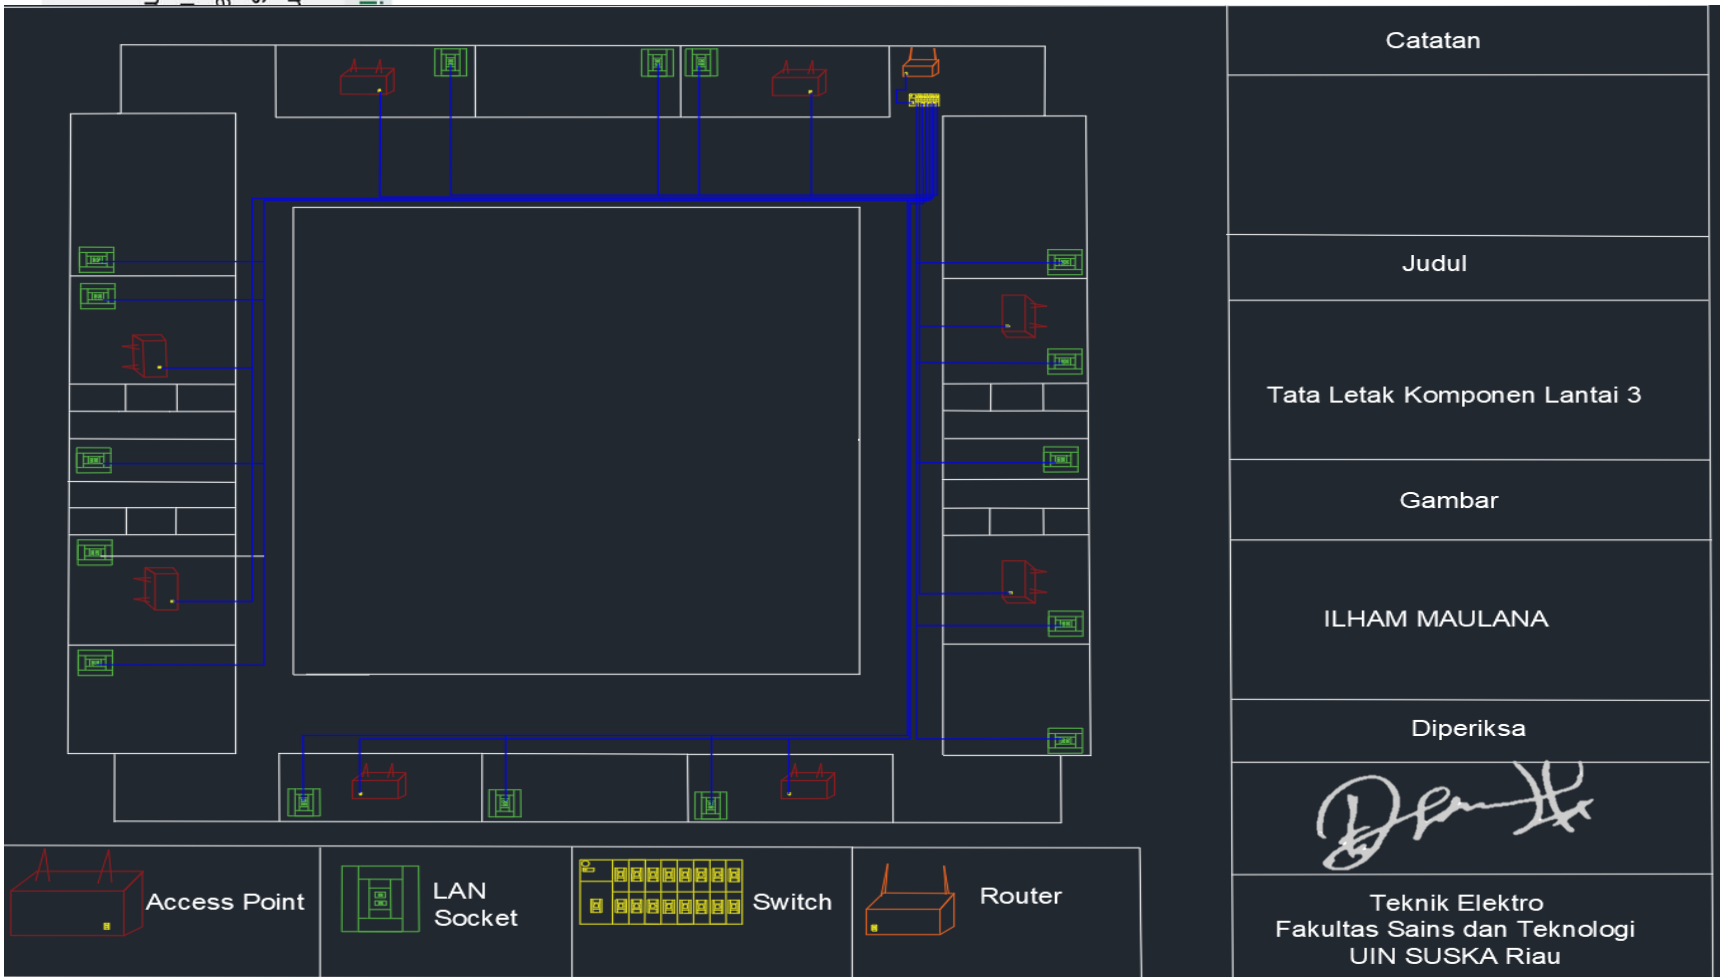 Catatan
Judul
Tata Letak Komponen Lantai 3
Gambar
ILHAM MAULANA
Diperiksa
Teknik Elektro
Fakultas Sains dan Teknologi
UIN SUSKA Riau
Access Point
LAN
Socket
Switch
Router